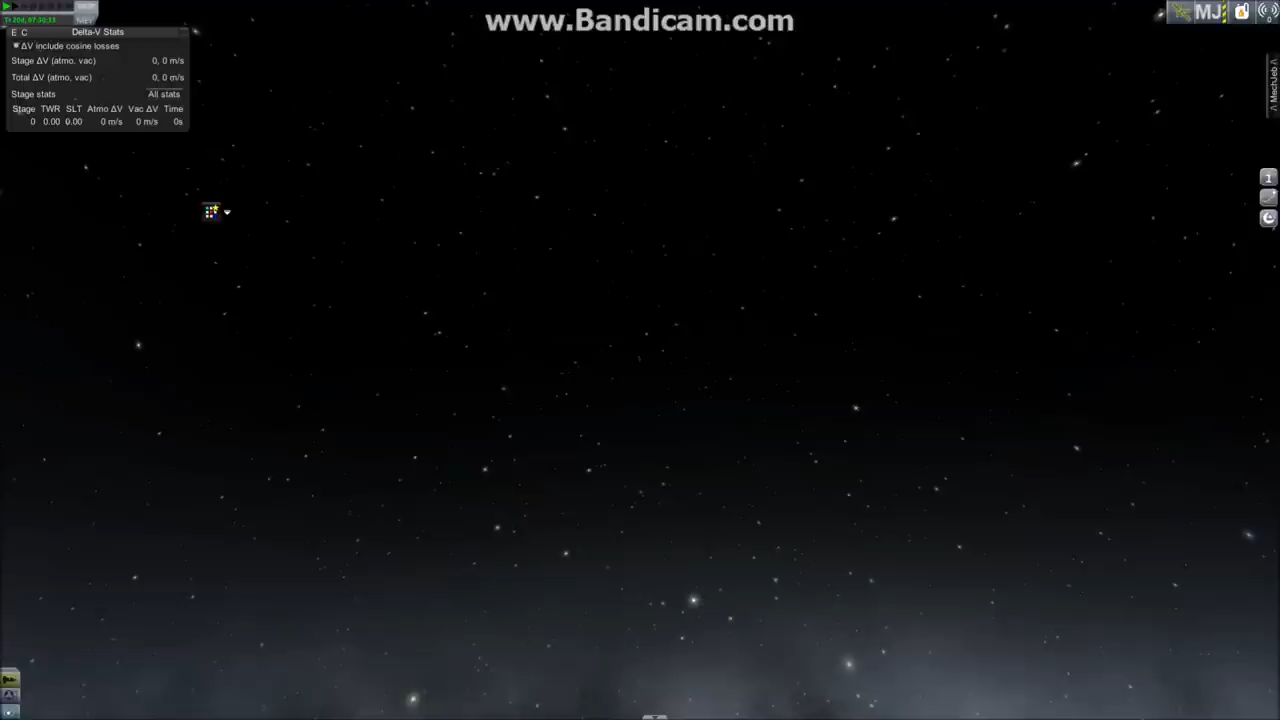 www.Bandicam.com
MET
MJ
E C Delta-V Stats
ΔV include cosine losses
Stage ΔV (atmo, vac) 0, 0 m/s
Total ΔV (atmo, vac) 0, 0 m/s
Stage stats All stats
Stage TWR SLT Atmo ΔV Vac ΔV Time
0 0.00 0.00 0 m/s 0 m/s 0s
/\ MechJeb /\